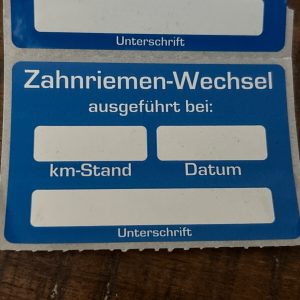 Unterschrift
Zahnriemen-Wechsel
ausgeführt bei:
km-Stand Datum
Unterschrift